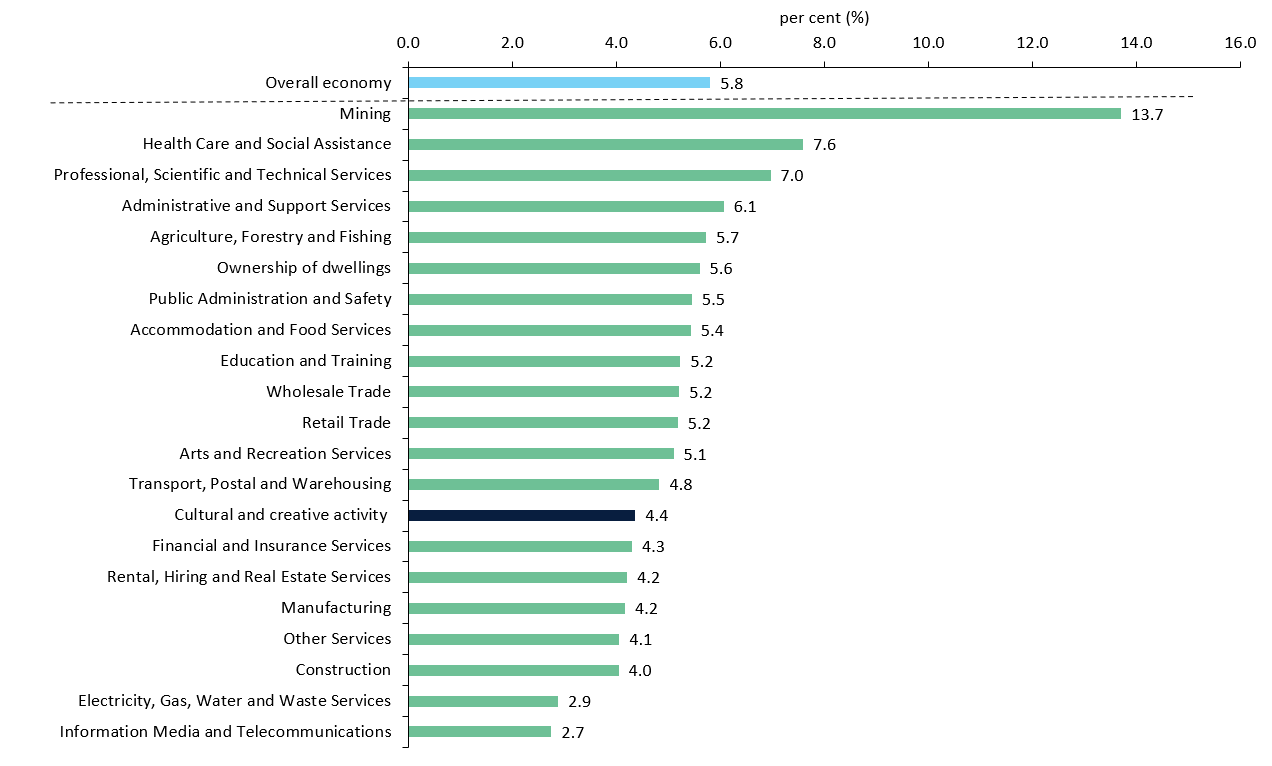 per cent (%)
0.0 2.0 4.0 6.0 8.0 10.0 12.0 14.0 16.0
Overall economy 5.8
Mining 13.7
Health Care and Social Assistance 7.6
Professional, Scientific and Technical Services 7.0
Administrative and Support Services 6.1
Agriculture, Forestry and Fishing 5.7
Ownership of dwellings 5.6
Public Administration and Safety 5.5
Accommodation and Food Services 5.4
Education and Training 5.2
Wholesale Trade 5.2
Retail Trade 5.2
Arts and Recreation Services 5.1
Transport, Postal and Warehousing 4.8
Cultural and creative activity 4.4
Financial and Insurance Services 4.3
Rental, Hiring and Real Estate Services 4.2
Manufacturing 4.2
Other Services 4.1
Construction 4.0
Electricity, Gas, Water and Waste Services 2.9
Information Media and Telecommunications 2.7